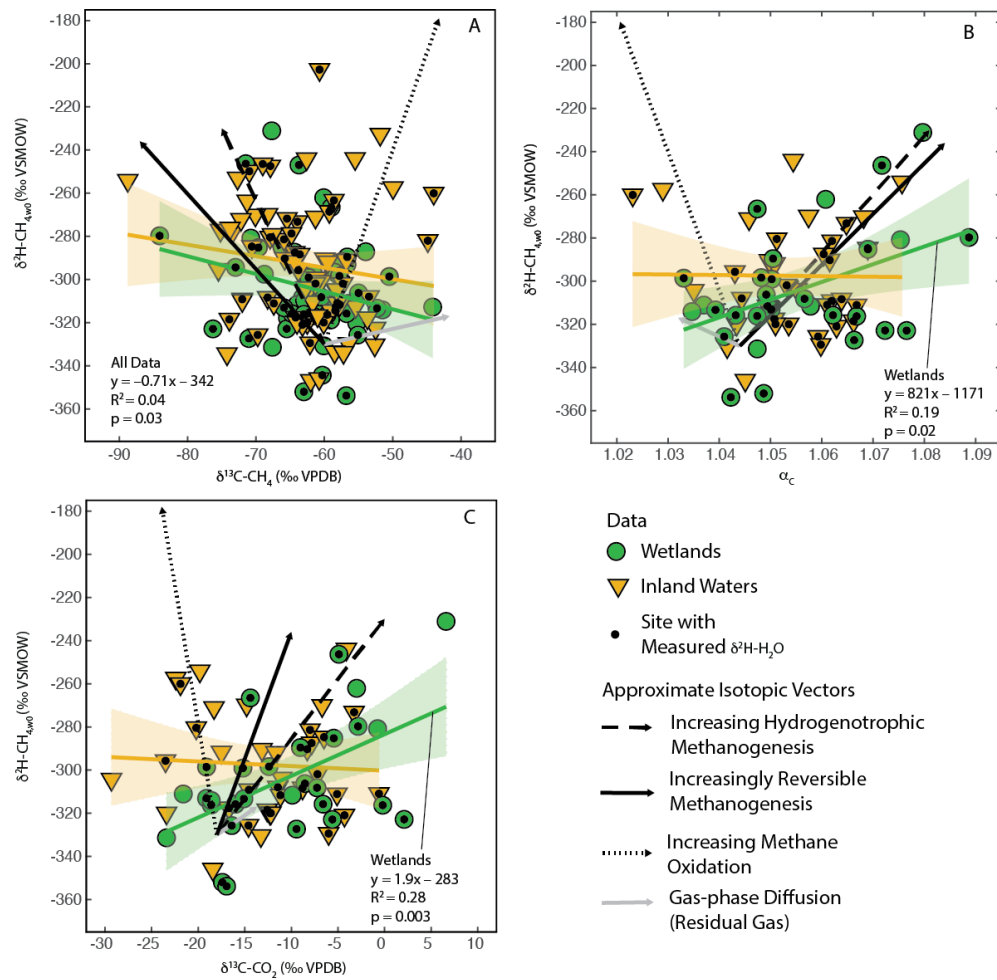 A
-180
-200
-220
-240
-260
-280
-300
-320
-340
-360
δ²H-CH₄,w0 (‰ VSMOW)
All Data
y = –0.71x – 342
R² = 0.04
p = 0.03
-90 -80 -70 -60 -50 -40
δ¹³C-CH₄ (‰ VPDB)
B
-180
-200
-220
-240
-260
-280
-300
-320
-340
-360
δ²H-CH₄,w0 (‰ VSMOW)
Wetlands
y = 821x – 1171
R² = 0.19
p = 0.02
1.02 1.03 1.04 1.05 1.06 1.07 1.08 1.09
αC
C
-180
-200
-220
-240
-260
-280
-300
-320
-340
-360
δ²H-CH₄,w0 (‰ VSMOW)
Wetlands
y = 1.9x – 283
R² = 0.28
p = 0.003
-30 -25 -20 -15 -10 -5 0 5 10
δ¹³C-CO₂ (‰ VPDB)
Data
Wetlands
Inland Waters
Site with
Measured δ²H-H₂O
Approximate Isotopic Vectors
Increasing Hydrogenotrophic
Methanogenesis
Increasingly Reversible
Methanogenesis
Increasing Methane
Oxidation
Gas-phase Diffusion
(Residual Gas)